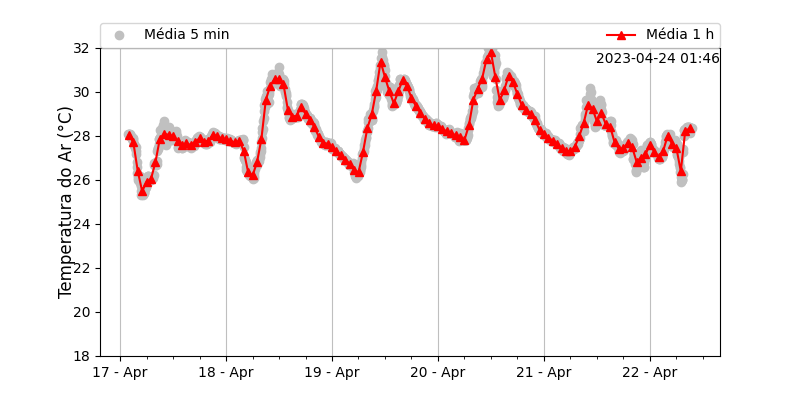 Média 5 min
Média 1 h
2023-04-24 01:46
Temperatura do Ar (°C)
32
30
28
26
24
22
20
18
17 - Apr
18 - Apr
19 - Apr
20 - Apr
21 - Apr
22 - Apr